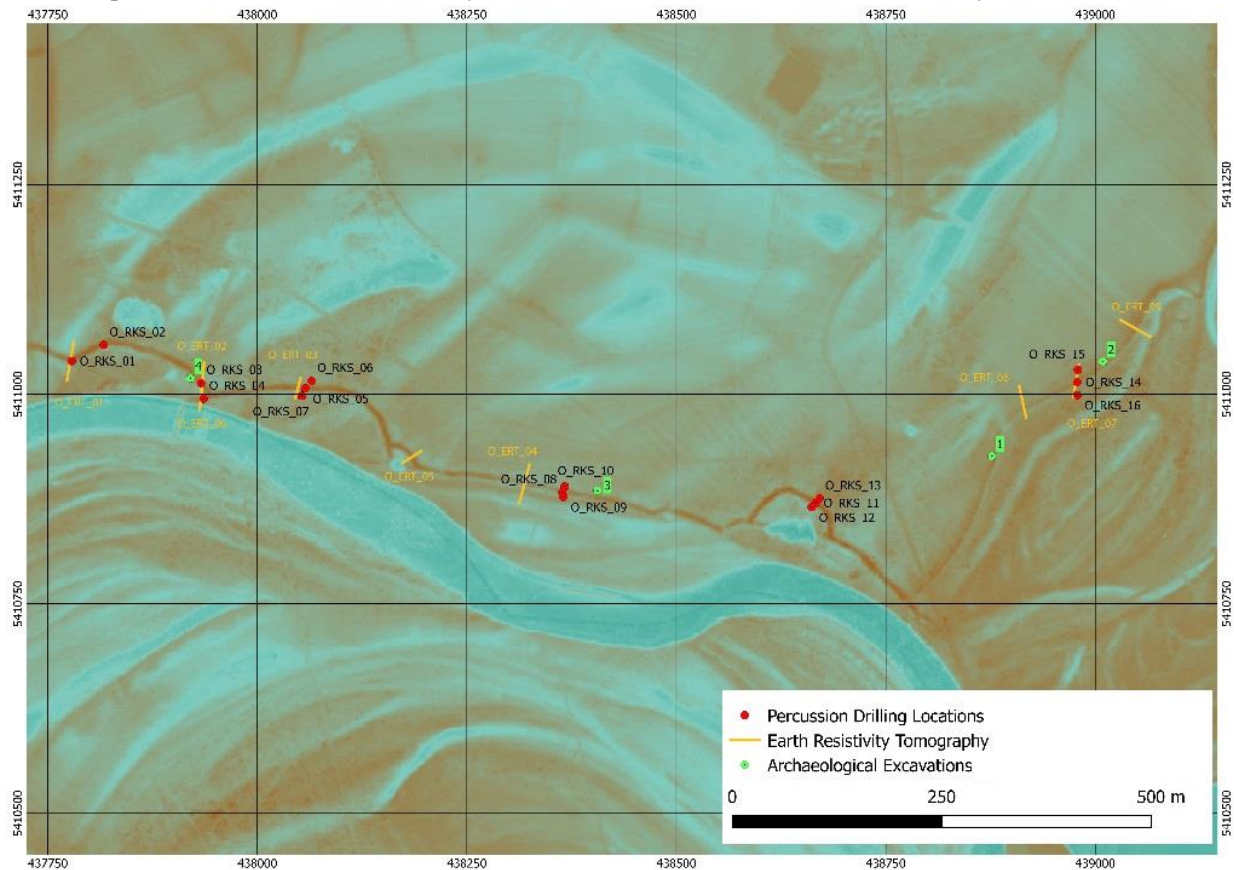 437750 438000 438250 438500 438750 439000
5411250 5411250
O_RKS_02
O_RKS_01
O_ERT_01
O_ERT_02
4
O_RKS_03
O_RKS_04
O_ERT_03
O_RKS_06
O_RKS_05
O_RKS_07
5411000 5411000
O_ERT_05
O_ERT_04
O_RKS_08
O_RKS_10
O_RKS_09
3
O_RKS_13
O_RKS_11
O_RKS_12
O_ERT_09
2
O_RKS_15
O_RKS_14
O_RKS_16
O_ERT_07
1
5410750 5410750
Percussion Drilling Locations
Earth Resistivity Tomography
Archaeological Excavations
0 250 500 m
5410500 5410500
437750 438000 438250 438500 438750 439000